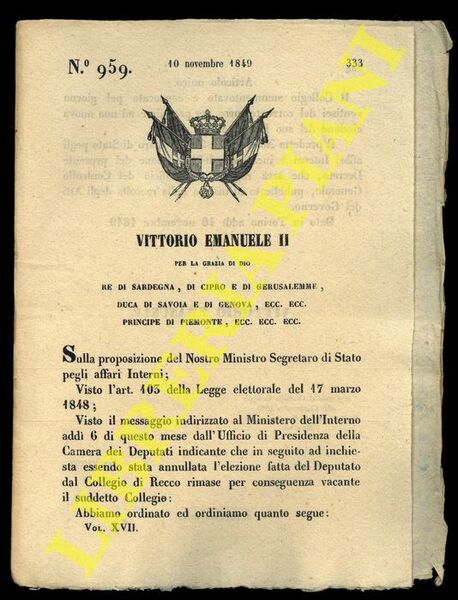 N.º 959.
10 novembre 1849
333
VITTORIO EMANUELE II
PER LA GRAZIA DI DIO
RE DI SARDEGNA, DI CIPRO E DI GERUSALEMME,
DUCA DI SAVOIA E DI GENOVA, ECC. ECC.
PRINCIPE DI PIEMONTE, ECC. ECC. ECC.
Sulla proposizione del Nostro Ministro Segretaro di Stato
pegli affari Interni;
Visto l'art. 103 della Legge elettorale del 17 marzo
1848;
Visto il messaggio indirizzato al Ministero dell'Interno
addì 6 di questo mese dall'Ufficio di Presidenza della
Camera dei Deputati indicante che in seguito ad inchie-
sta essendo stata annullata l'elezione fatta del Deputato
dal Collegio di Recco rimase per conseguenza vacante
il suddetto Collegio:
Abbiamo ordinato ed ordiniamo quanto segue:
VOL. XVII.
LIBRERIA PIANI